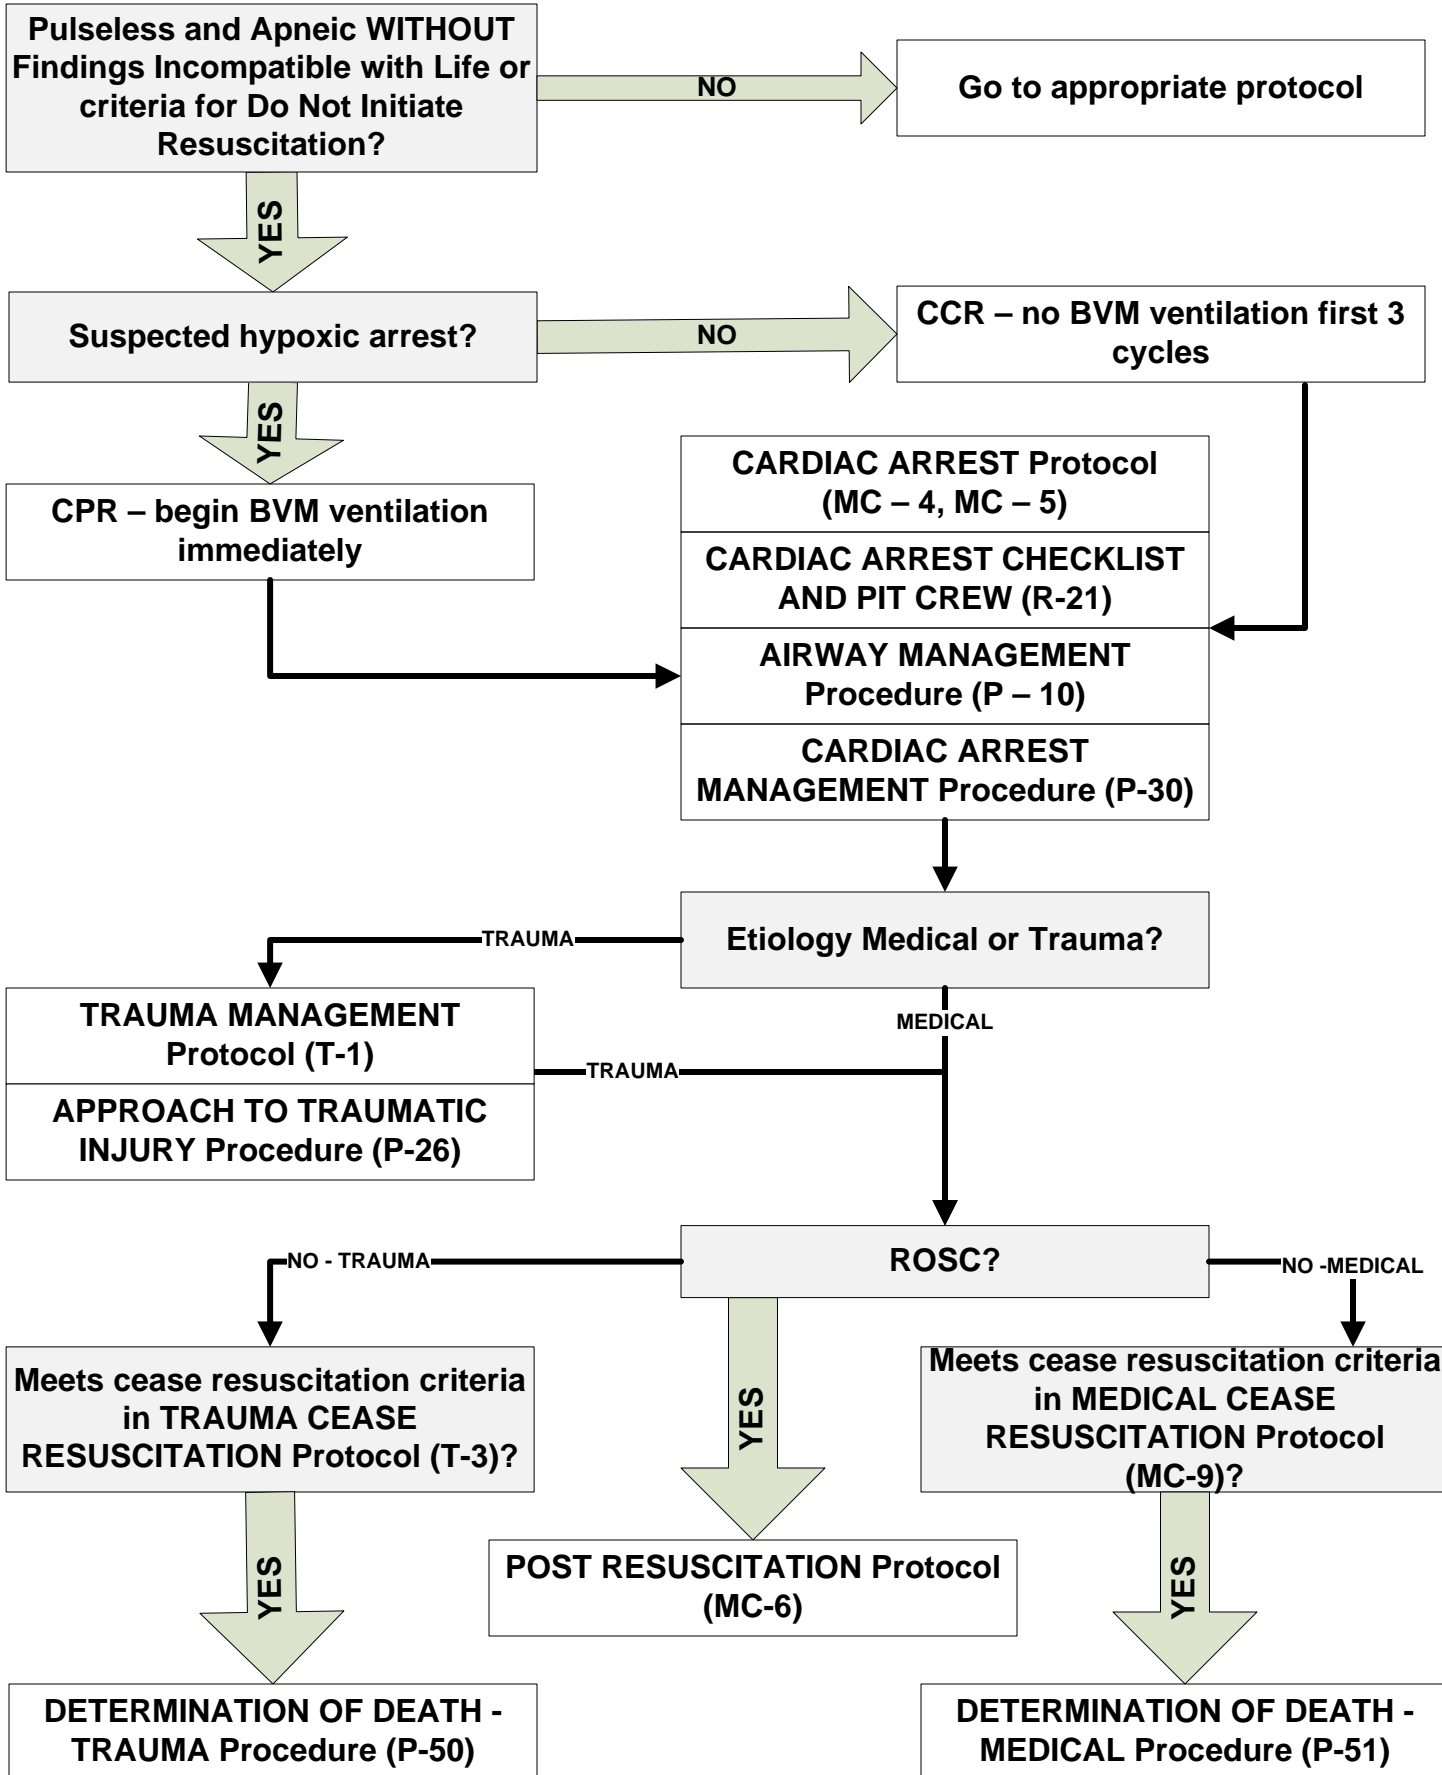 Pulseless and Apneic WITHOUT
Findings Incompatible with Life or
criteria for Do Not Initiate
Resuscitation?
NO
Go to appropriate protocol
YES
Suspected hypoxic arrest?
NO
CCR – no BVM ventilation first 3
cycles
YES
CPR – begin BVM ventilation
immediately
CARDIAC ARREST Protocol
(MC – 4, MC – 5)
CARDIAC ARREST CHECKLIST
AND PIT CREW (R-21)
AIRWAY MANAGEMENT
Procedure (P – 10)
CARDIAC ARREST
MANAGEMENT Procedure (P-30)
Etiology Medical or Trauma?
TRAUMA
MEDICAL
TRAUMA MANAGEMENT
Protocol (T-1)
APPROACH TO TRAUMATIC
INJURY Procedure (P-26)
TRAUMA
ROSC?
NO - TRAUMA
NO -MEDICAL
Meets cease resuscitation criteria
in TRAUMA CEASE
RESUSCITATION Protocol (T-3)?
YES
Meets cease resuscitation criteria
in MEDICAL CEASE
RESUSCITATION Protocol
(MC-9)?
YES
POST RESUSCITATION Protocol
(MC-6)
YES
DETERMINATION OF DEATH -
TRAUMA Procedure (P-50)
DETERMINATION OF DEATH -
MEDICAL Procedure (P-51)